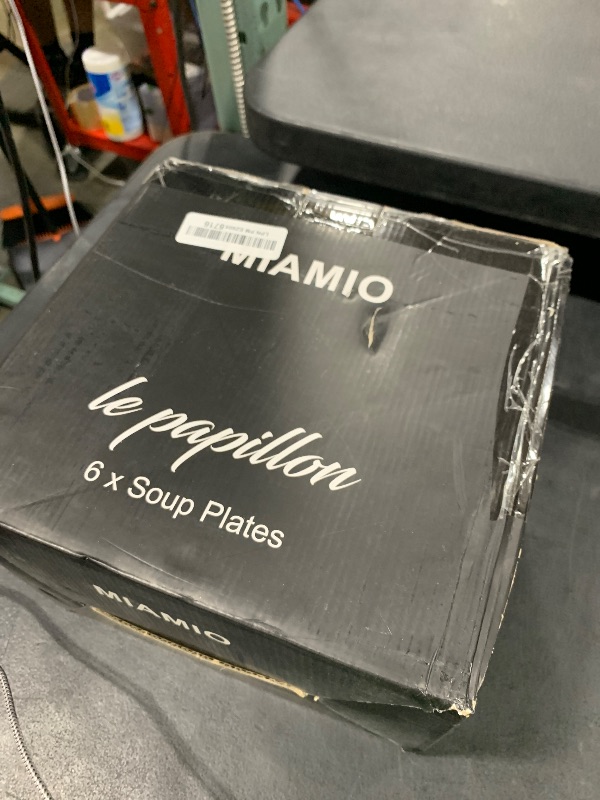 MIAMIO
le papillon
6 x Soup Plates
MIAMIO